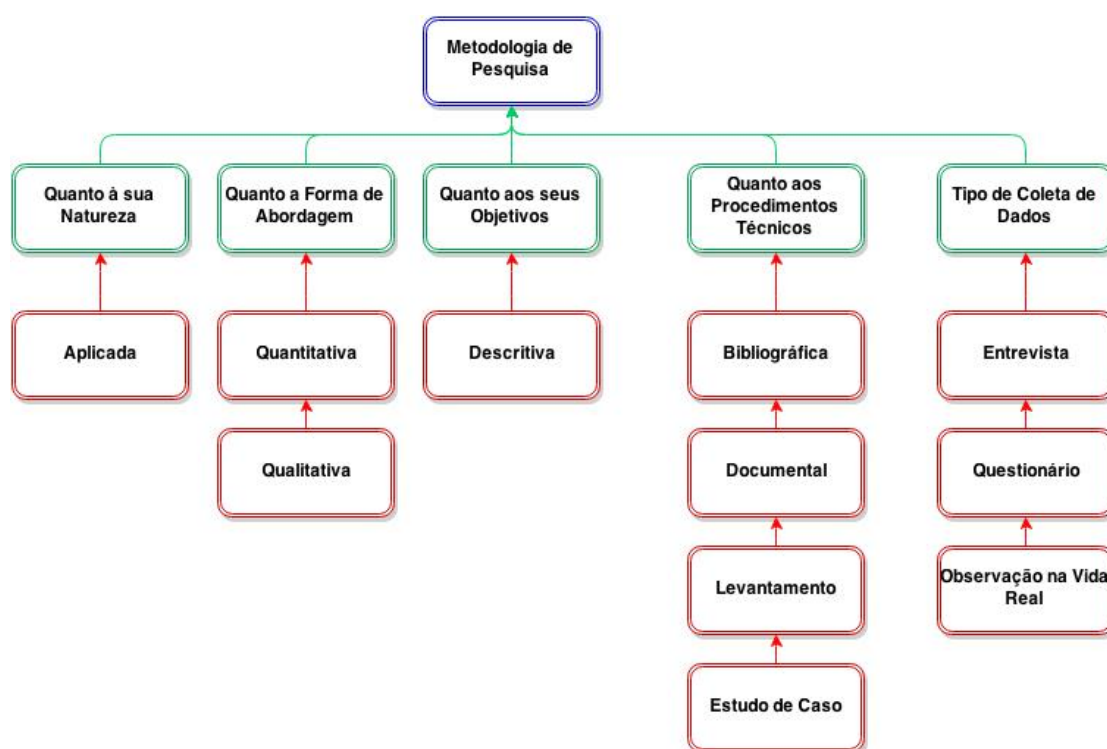 Metodologia de
Pesquisa
Quanto à sua
Natureza
Quanto a Forma de
Abordagem
Quanto aos seus
Objetivos
Quanto aos
Procedimentos
Técnicos
Tipo de Coleta de
Dados
Aplicada
Quantitativa
Descritiva
Bibliográfica
Entrevista
Qualitativa
Documental
Questionário
Levantamento
Observação na Vida
Real
Estudo de Caso